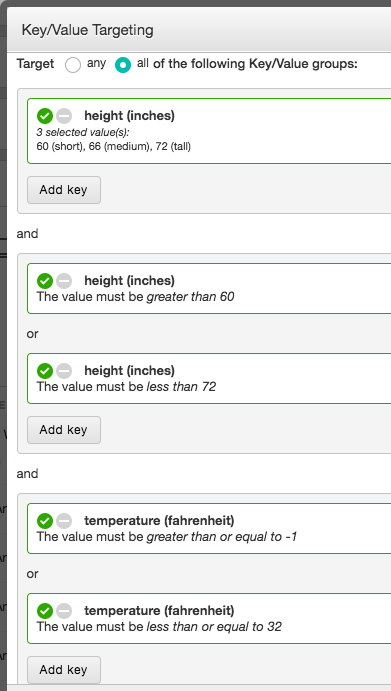 Key/Value Targeting
Target any all of the following Key/Value groups:
height (inches)
3 selected value(s):
60 (short), 66 (medium), 72 (tall)
Add key
and
height (inches)
The value must be greater than 60
or
height (inches)
The value must be less than 72
Add key
and
temperature (fahrenheit)
The value must be greater than or equal to -1
or
temperature (fahrenheit)
The value must be less than or equal to 32
Add key